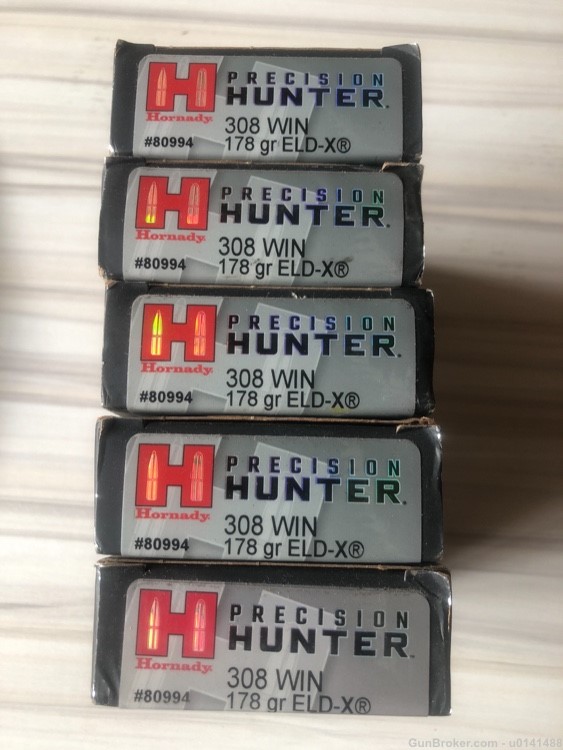 PRECISION
HUNTER.
Hornady.
308 WIN
#80994
178 gr ELD-X®
PRECISION
HUNTER.
Hornady.
308 WIN
#80994
178 gr ELD-X®
PRECISION
HUNTER.
Hornady.
308 WIN
#80994
178 gr ELD-X®
PRECISION
HUNTER.
Hornady.
308 WIN
#80994
178 gr ELD-X®
PRECISION
HUNTER.
Hornady.
308 WIN
#80994
178 gr ELD-X®
GunBroker.com - u0141488